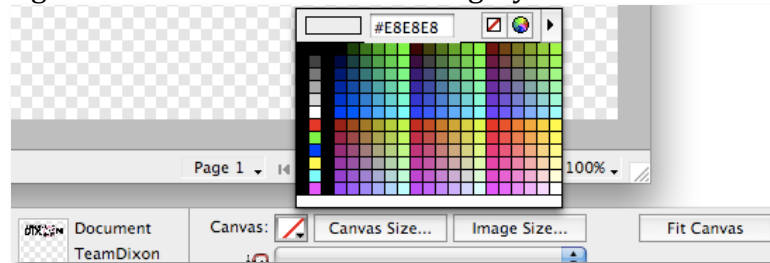 #E8E8E8
Page 1
100%
Document
Canvas:
Canvas Size...
Image Size...
Fit Canvas
TeamDixon